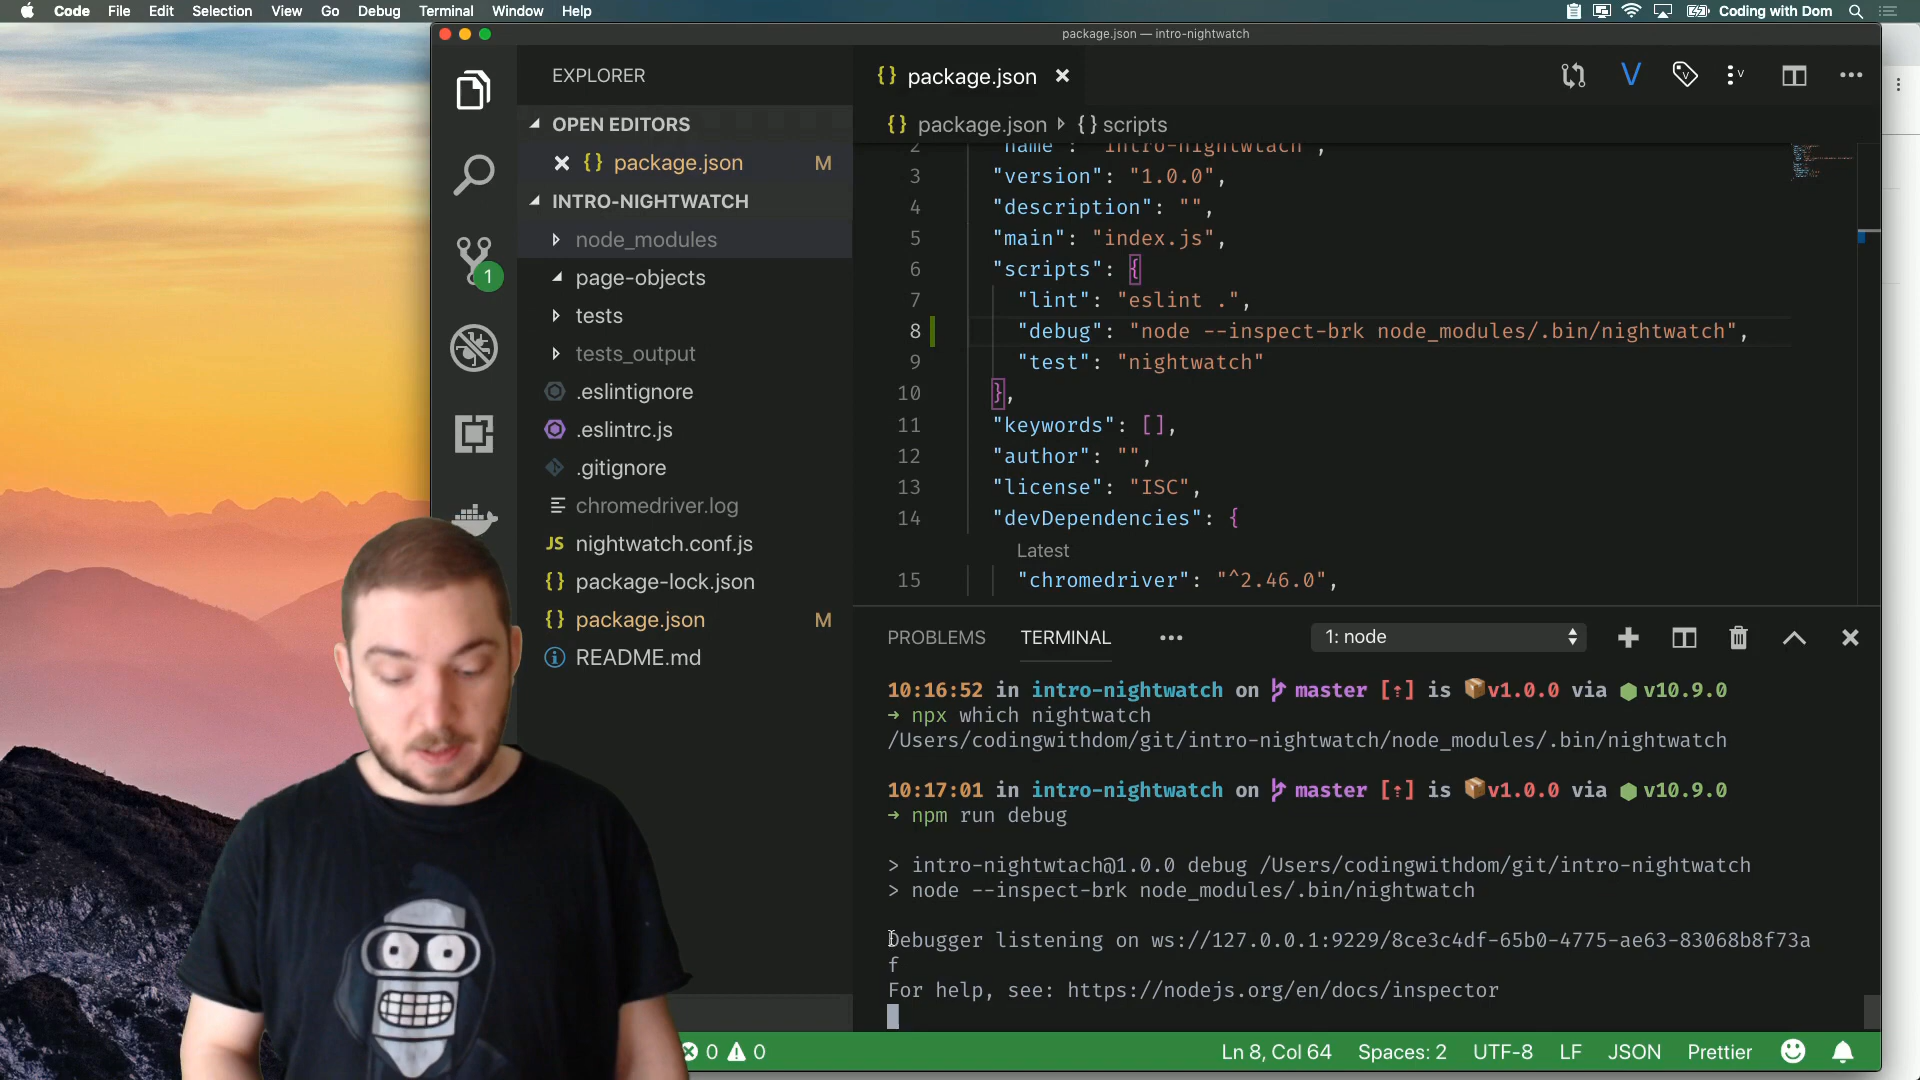 Code File Edit Selection View Go Debug Terminal Window Help Coding with Dom
package.json — intro-nightwatch
EXPLORER
OPEN EDITORS
package.json M
INTRO-NIGHTWATCH
node_modules
page-objects
tests
tests_output
.eslintignore
.eslintrc.js
.gitignore
chromedriver.log
nightwatch.conf.js
package-lock.json
package.json M
README.md
1
{} package.json
{} package.json {} scripts
2 "name": "intro-nightwtach",
3 "version": "1.0.0",
4 "description": "",
5 "main": "index.js",
6 "scripts": {
7 "lint": "eslint .",
8 "debug": "node --inspect-brk node_modules/.bin/nightwatch",
9 "test": "nightwatch"
10 },
11 "keywords": [],
12 "author": "",
13 "license": "ISC",
14 "devDependencies": {
Latest
15 "chromedriver": "^2.46.0",
PROBLEMS TERMINAL ••• 1: node
10:16:52 in intro-nightwatch on master [⇡] is 📦v1.0.0 via ⬢ v10.9.0
→ npx which nightwatch
/Users/codingwithdom/git/intro-nightwatch/node_modules/.bin/nightwatch
10:17:01 in intro-nightwatch on master [⇡] is 📦v1.0.0 via ⬢ v10.9.0
→ npm run debug
> intro-nightwtach@1.0.0 debug /Users/codingwithdom/git/intro-nightwatch
> node --inspect-brk node_modules/.bin/nightwatch
Debugger listening on ws://127.0.0.1:9229/8ce3c4df-65b0-4775-ae63-83068b8f73a
f
For help, see: https://nodejs.org/en/docs/inspector
0 0 Ln 8, Col 64 Spaces: 2 UTF-8 LF JSON Prettier